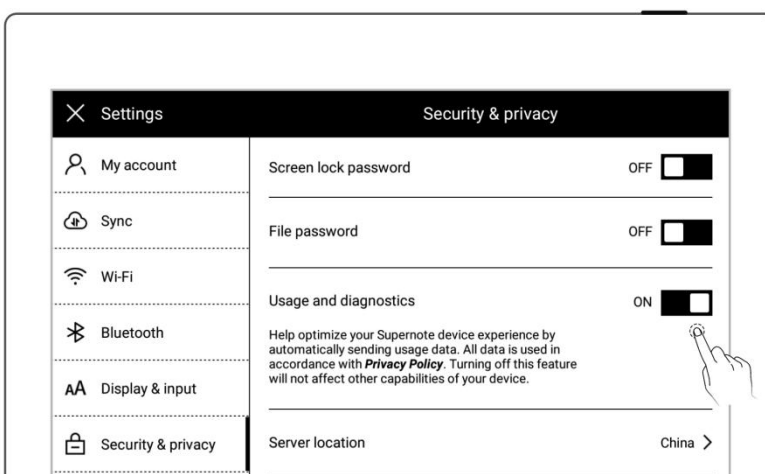 Settings
Security & privacy
My account
Sync
Wi-Fi
Bluetooth
AA Display & input
Security & privacy
Screen lock password OFF
File password OFF
Usage and diagnostics ON
Help optimize your Supernote device experience by
automatically sending usage data. All data is used in
accordance with Privacy Policy. Turning off this feature
will not affect other capabilities of your device.
Server location China